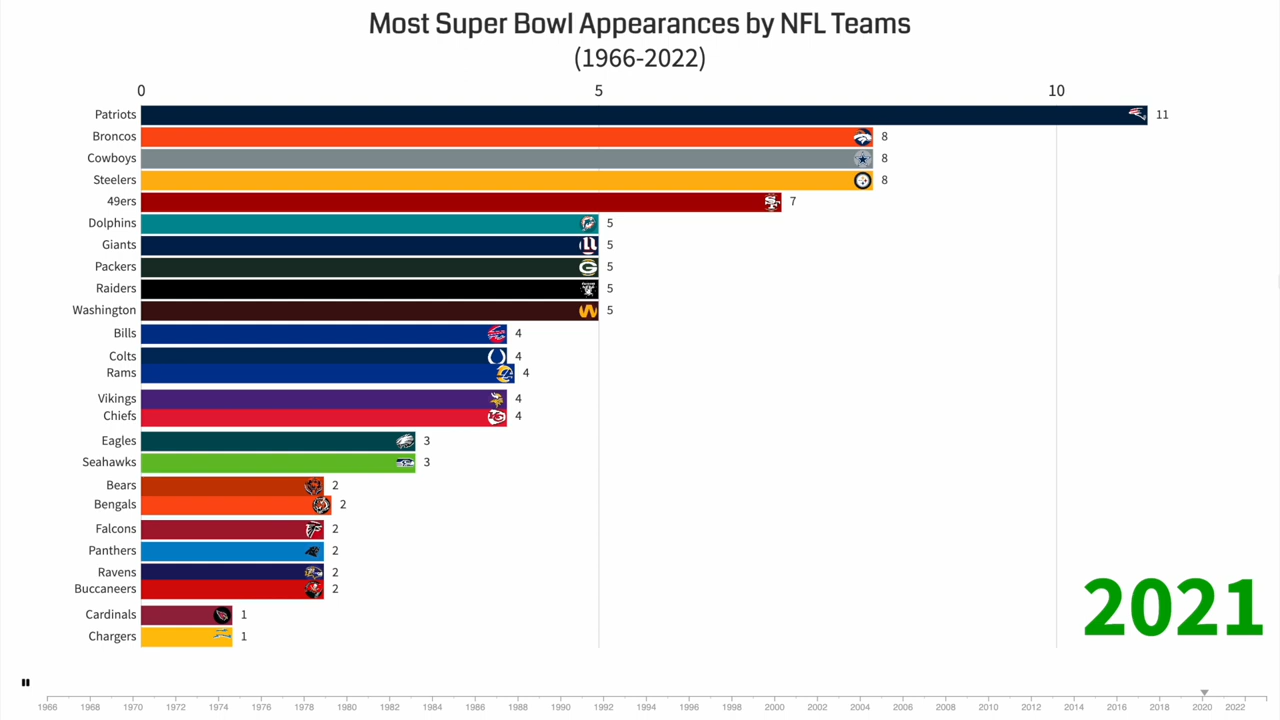 Most Super Bowl Appearances by NFL Teams
(1966-2022)
0 5 10
Patriots 11
Broncos 8
Cowboys 8
Steelers 8
49ers 7
Dolphins 5
Giants 5
Packers 5
Raiders 5
Washington 5
Bills 4
Colts 4
Rams 4
Vikings 4
Chiefs 4
Eagles 3
Seahawks 3
Bears 2
Bengals 2
Falcons 2
Panthers 2
Ravens 2
Buccaneers 2
Cardinals 1
Chargers 1
2021
1966 1968 1970 1972 1974 1976 1978 1980 1982 1984 1986 1988 1990 1992 1994 1996 1998 2000 2002 2004 2006 2008 2010 2012 2014 2016 2018 2020 2022